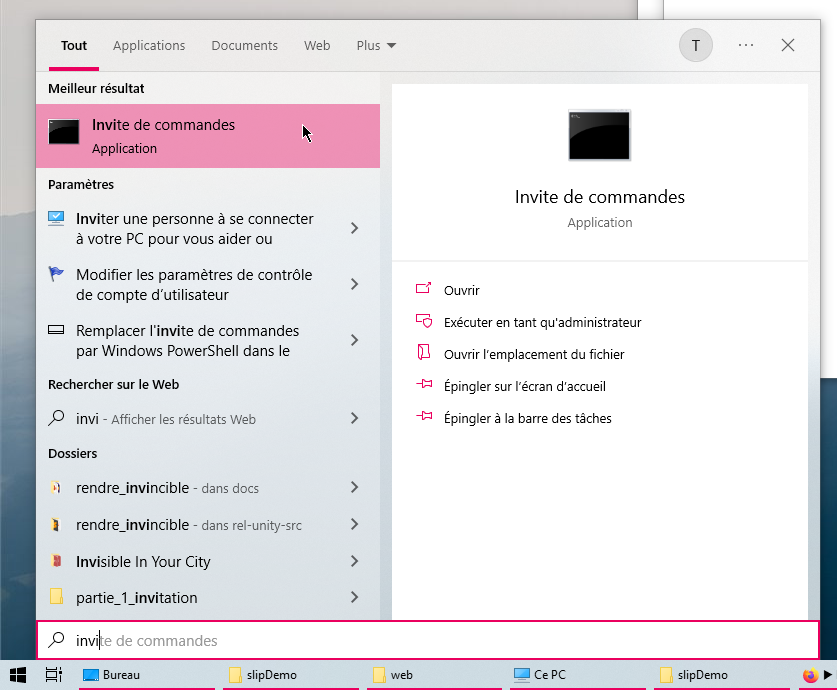 Tout Applications Documents Web Plus T
Meilleur résultat
Invite de commandes
Application
Paramètres
Inviter une personne à se connecter
à votre PC pour vous aider ou
Modifier les paramètres de contrôle
de compte d’utilisateur
Remplacer l'invite de commandes
par Windows PowerShell dans le
Rechercher sur le Web
invi - Afficher les résultats Web
Dossiers
rendre_invincible - dans docs
rendre_invincible - dans rel-unity-src
Invisible In Your City
partie_1_invitation
Invite de commandes
Application
Ouvrir
Exécuter en tant qu'administrateur
Ouvrir l’emplacement du fichier
Épingler sur l’écran d’accueil
Épingler à la barre des tâches
invite de commandes
Bureau slipDemo web Ce PC slipDemo